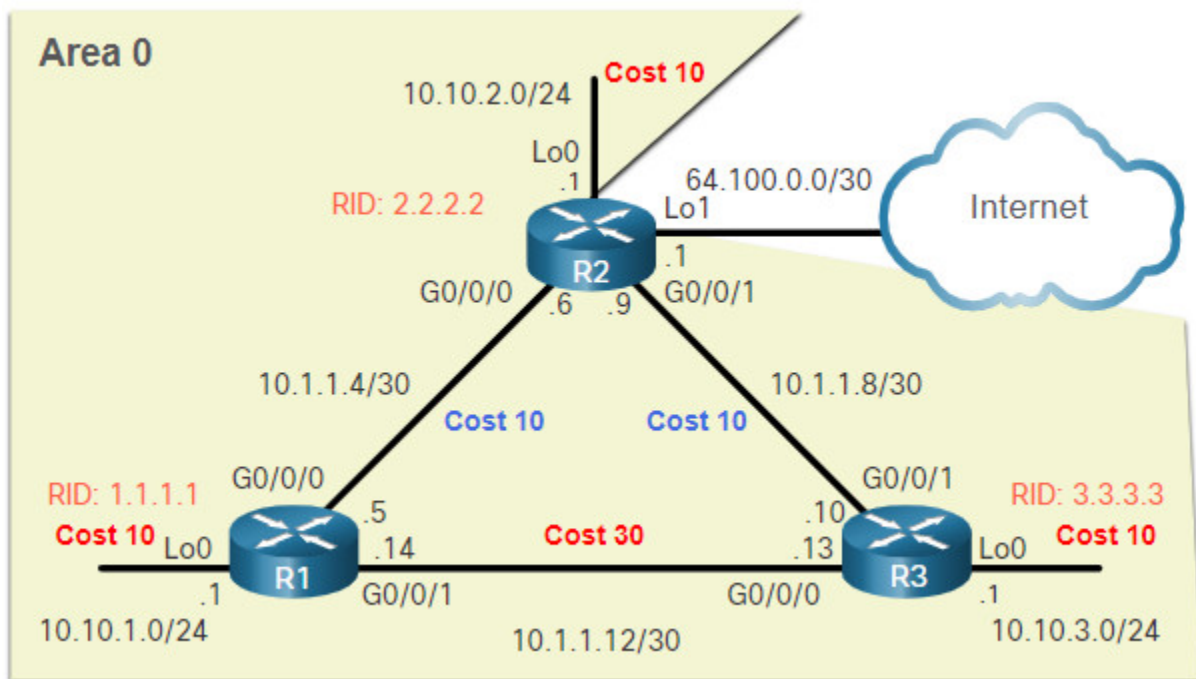 Area 0
Cost 10
10.10.2.0/24
Lo0
.1
64.100.0.0/30
RID: 2.2.2.2
Lo1
Internet
R2
.1
G0/0/0
.6
.9
G0/0/1
10.1.1.4/30
10.1.1.8/30
Cost 10
Cost 10
RID: 1.1.1.1
G0/0/0
G0/0/1
RID: 3.3.3.3
Cost 10
Lo0
.5
.14
Cost 30
.10
.13
Lo0
Cost 10
.1
R1
G0/0/1
G0/0/0
R3
.1
10.10.1.0/24
10.1.1.12/30
10.10.3.0/24